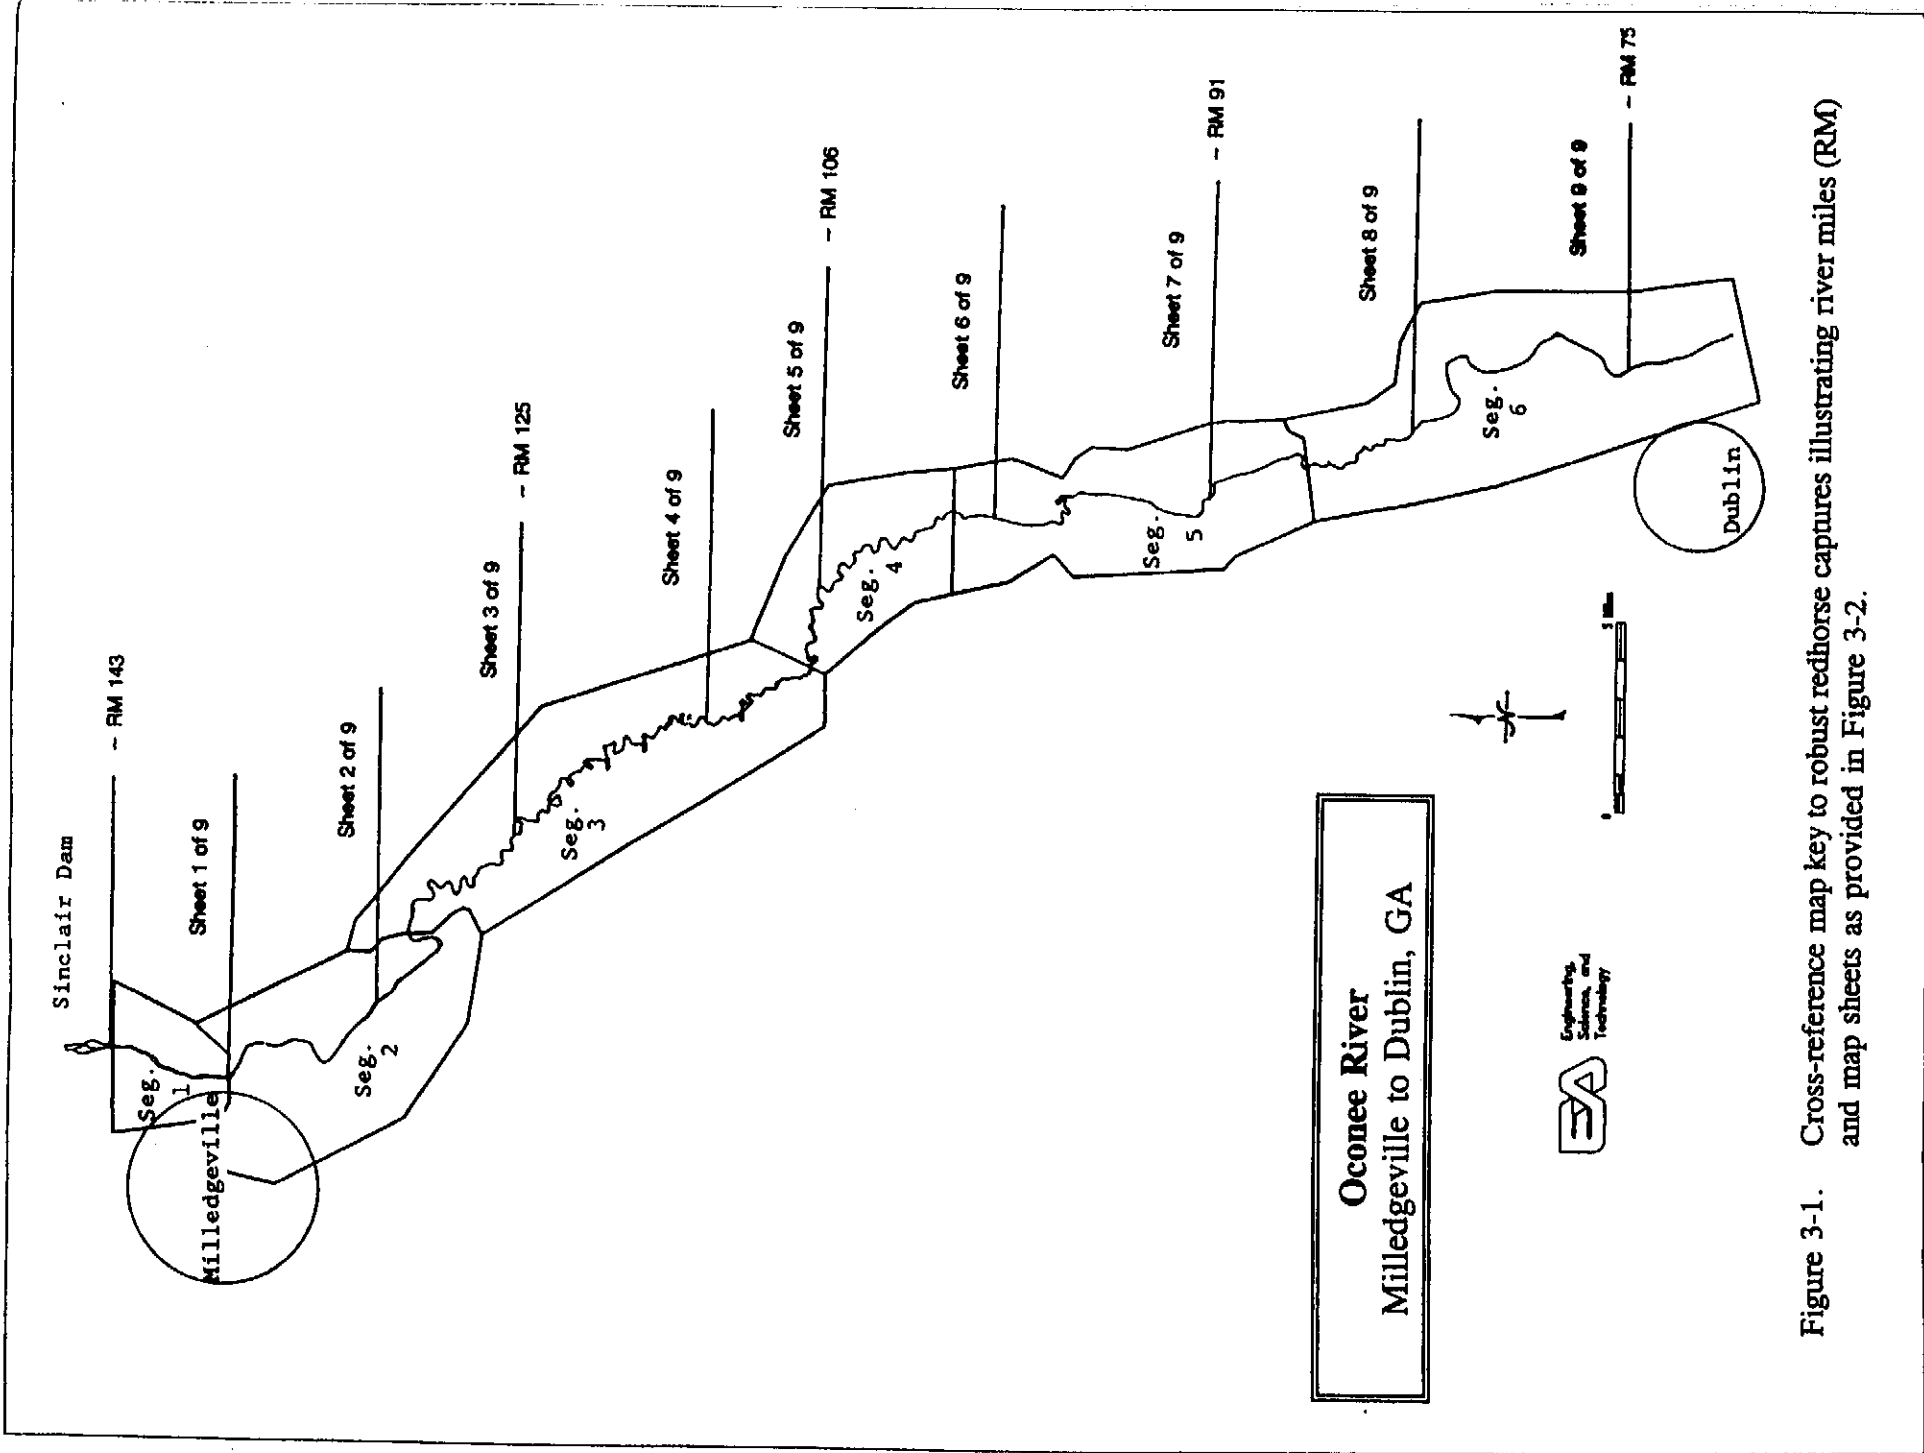 Sinclair Dam
- RM 143
Sheet 1 of 9
Milledgeville
Seg.
1
Sheet 2 of 9
Seg.
2
Sheet 3 of 9
- RM 125
Seg.
3
Sheet 4 of 9
Sheet 5 of 9
- RM 106
Seg.
4
Sheet 6 of 9
Sheet 7 of 9
- RM 91
Seg.
5
Sheet 8 of 9
Seg.
6
Sheet 9 of 9
- RM 75
Dublin
N
0
5 Miles
Oconee River
Milledgeville to Dublin, GA
EA
Engineering,
Science, and
Technology
Figure 3-1. Cross-reference map key to robust redhorse captures illustrating river miles (RM)
and map sheets as provided in Figure 3-2.